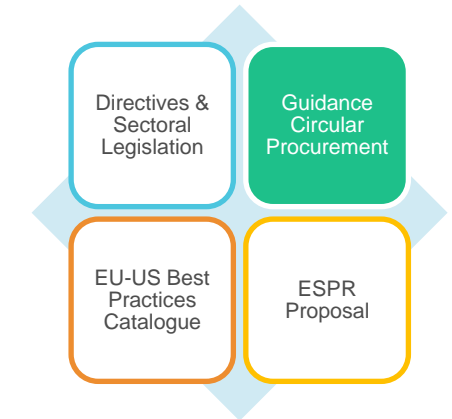 Directives &
Sectoral
Legislation
Guidance
Circular
Procurement
EU-US Best
Practices
Catalogue
ESPR
Proposal